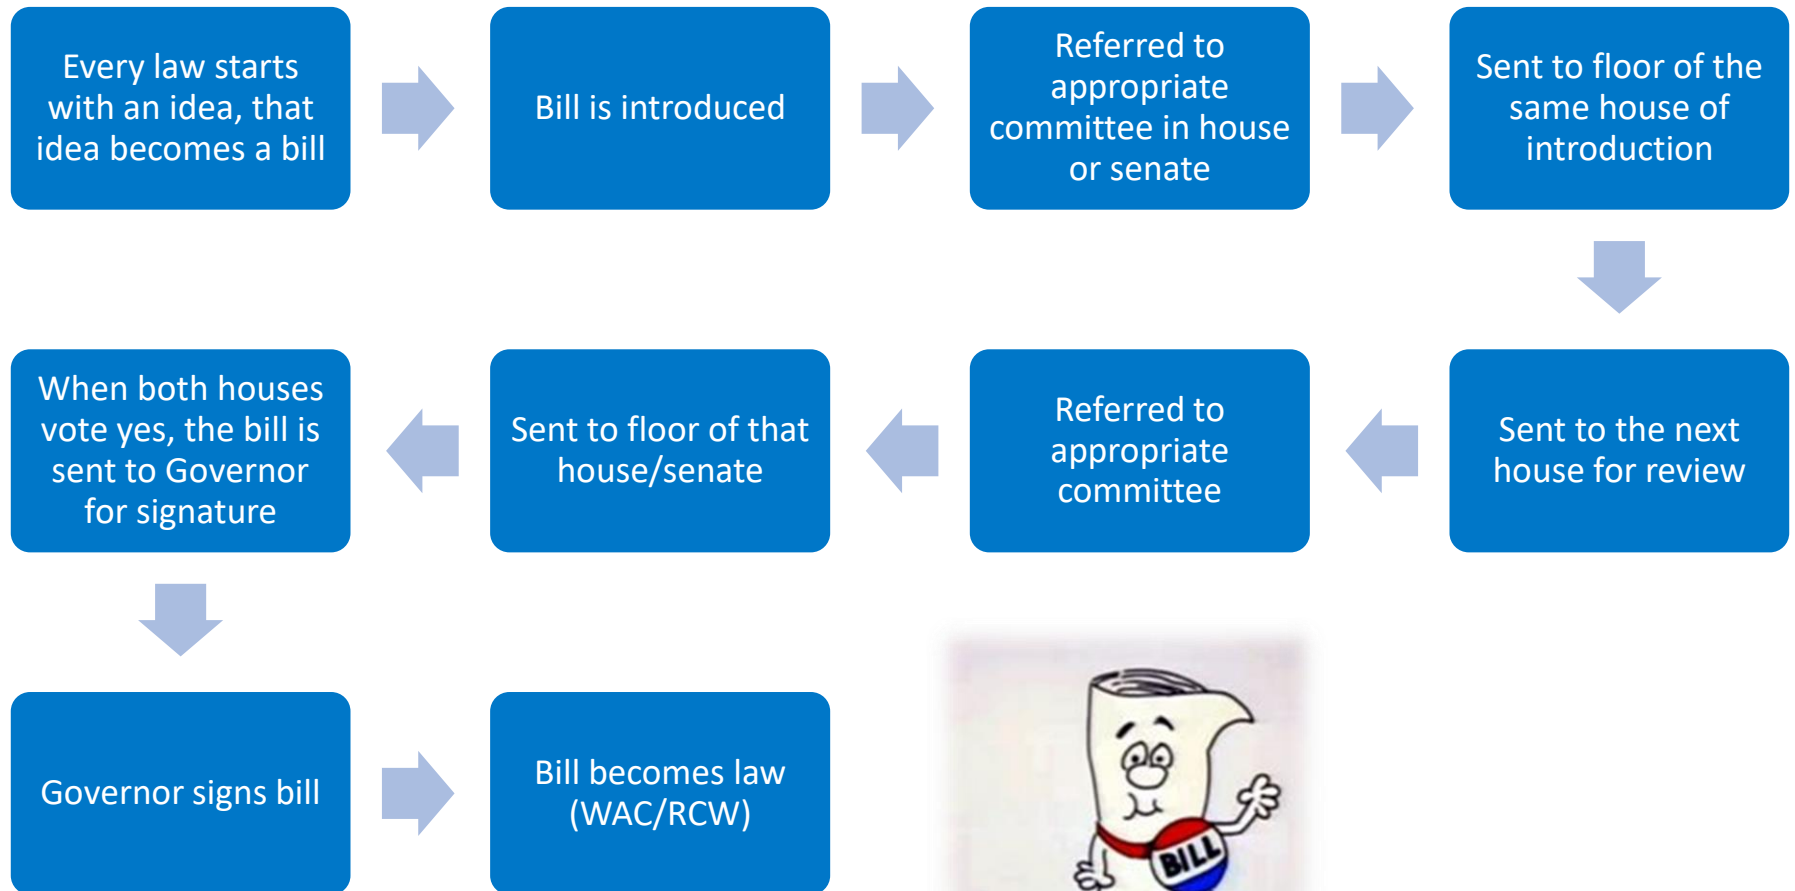 Every law starts
with an idea, that
idea becomes a bill
Bill is introduced
Referred to
appropriate
committee in house
or senate
Sent to floor of the
same house of
introduction
Sent to the next
house for review
Referred to
appropriate
committee
Sent to floor of that
house/senate
When both houses
vote yes, the bill is
sent to Governor
for signature
Governor signs bill
Bill becomes law
(WAC/RCW)
BILL